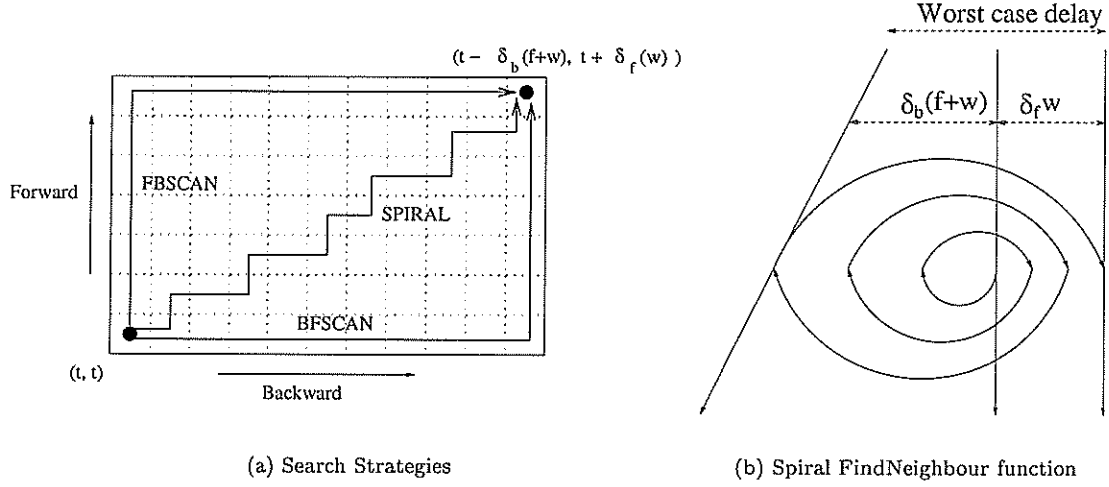 Worst case delay
(t − δ_b(f+w), t + δ_f(w) )
δ_b(f+w) δ_f w
FBSCAN
Forward
SPIRAL
BFSCAN
(t, t)
Backward
(a) Search Strategies
(b) Spiral FindNeighbour function